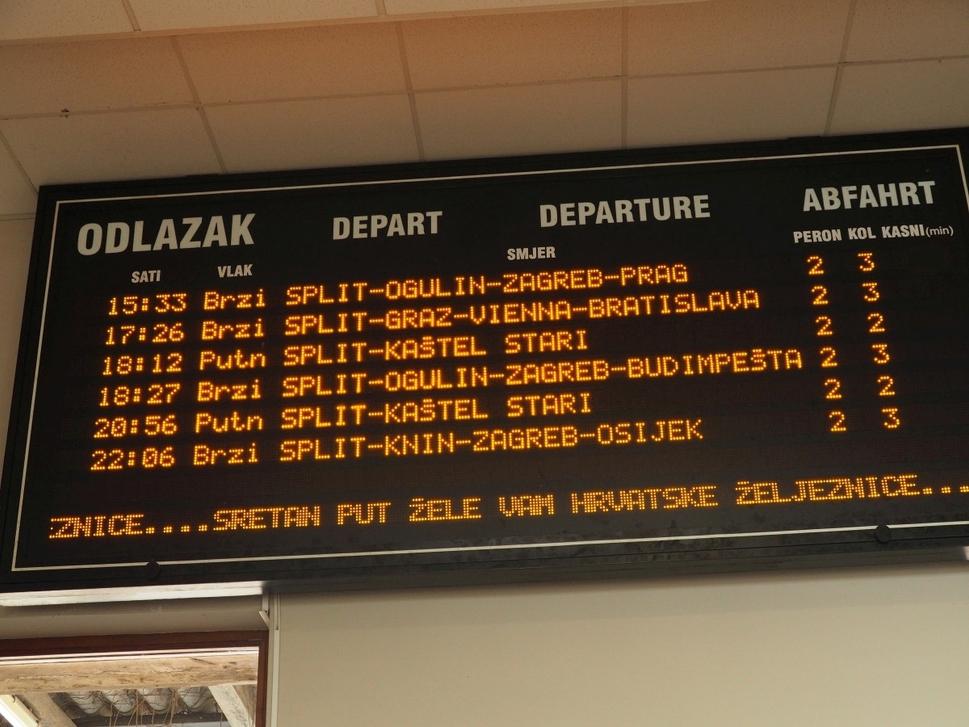 ODLAZAK DEPART DEPARTURE ABFAHRT
SATI VLAK SMJER PERON KOL KASNI(min)
15:33 Brzi SPLIT-OGULIN-ZAGREB-PRAG 2 3
17:26 Brzi SPLIT-GRAZ-VIENNA-BRATISLAVA 2 3
18:12 Putn SPLIT-KAŠTEL STARI 2 2
18:27 Brzi SPLIT-OGULIN-ZAGREB-BUDIMPEŠTA 2 3
20:56 Putn SPLIT-KAŠTEL STARI 2 2
22:06 Brzi SPLIT-KNIN-ZAGREB-OSIJEK 2 3
ZNICE....SRETAN PUT ŽELE VAM HRVATSKE ŽELJEZNICE...